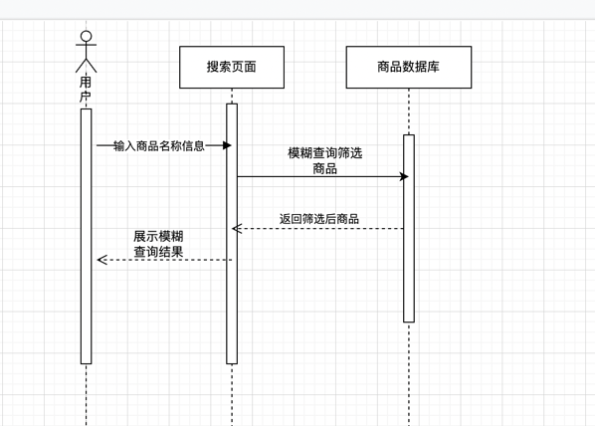 用
户
搜索页面
商品数据库
输入商品名称信息
模糊查询筛选
商品
返回筛选后商品
展示模糊
查询结果